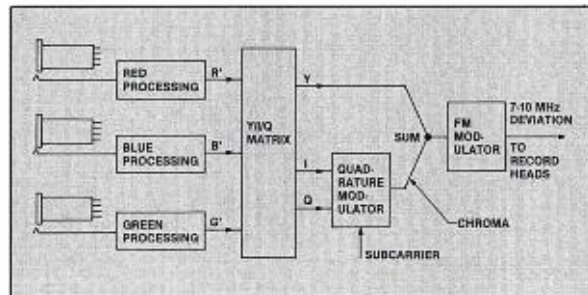 RED
PROCESSING
R'
BLUE
PROCESSING
B'
GREEN
PROCESSING
G'
Y/I/Q
MATRIX
Y
I
Q
QUAD-
RATURE
MOD-
ULATOR
SUBCARRIER
SUM
CHROMA
FM
MOD-
ULATOR
7-10 MHz
DEVIATION
TO
RECORD
HEADS